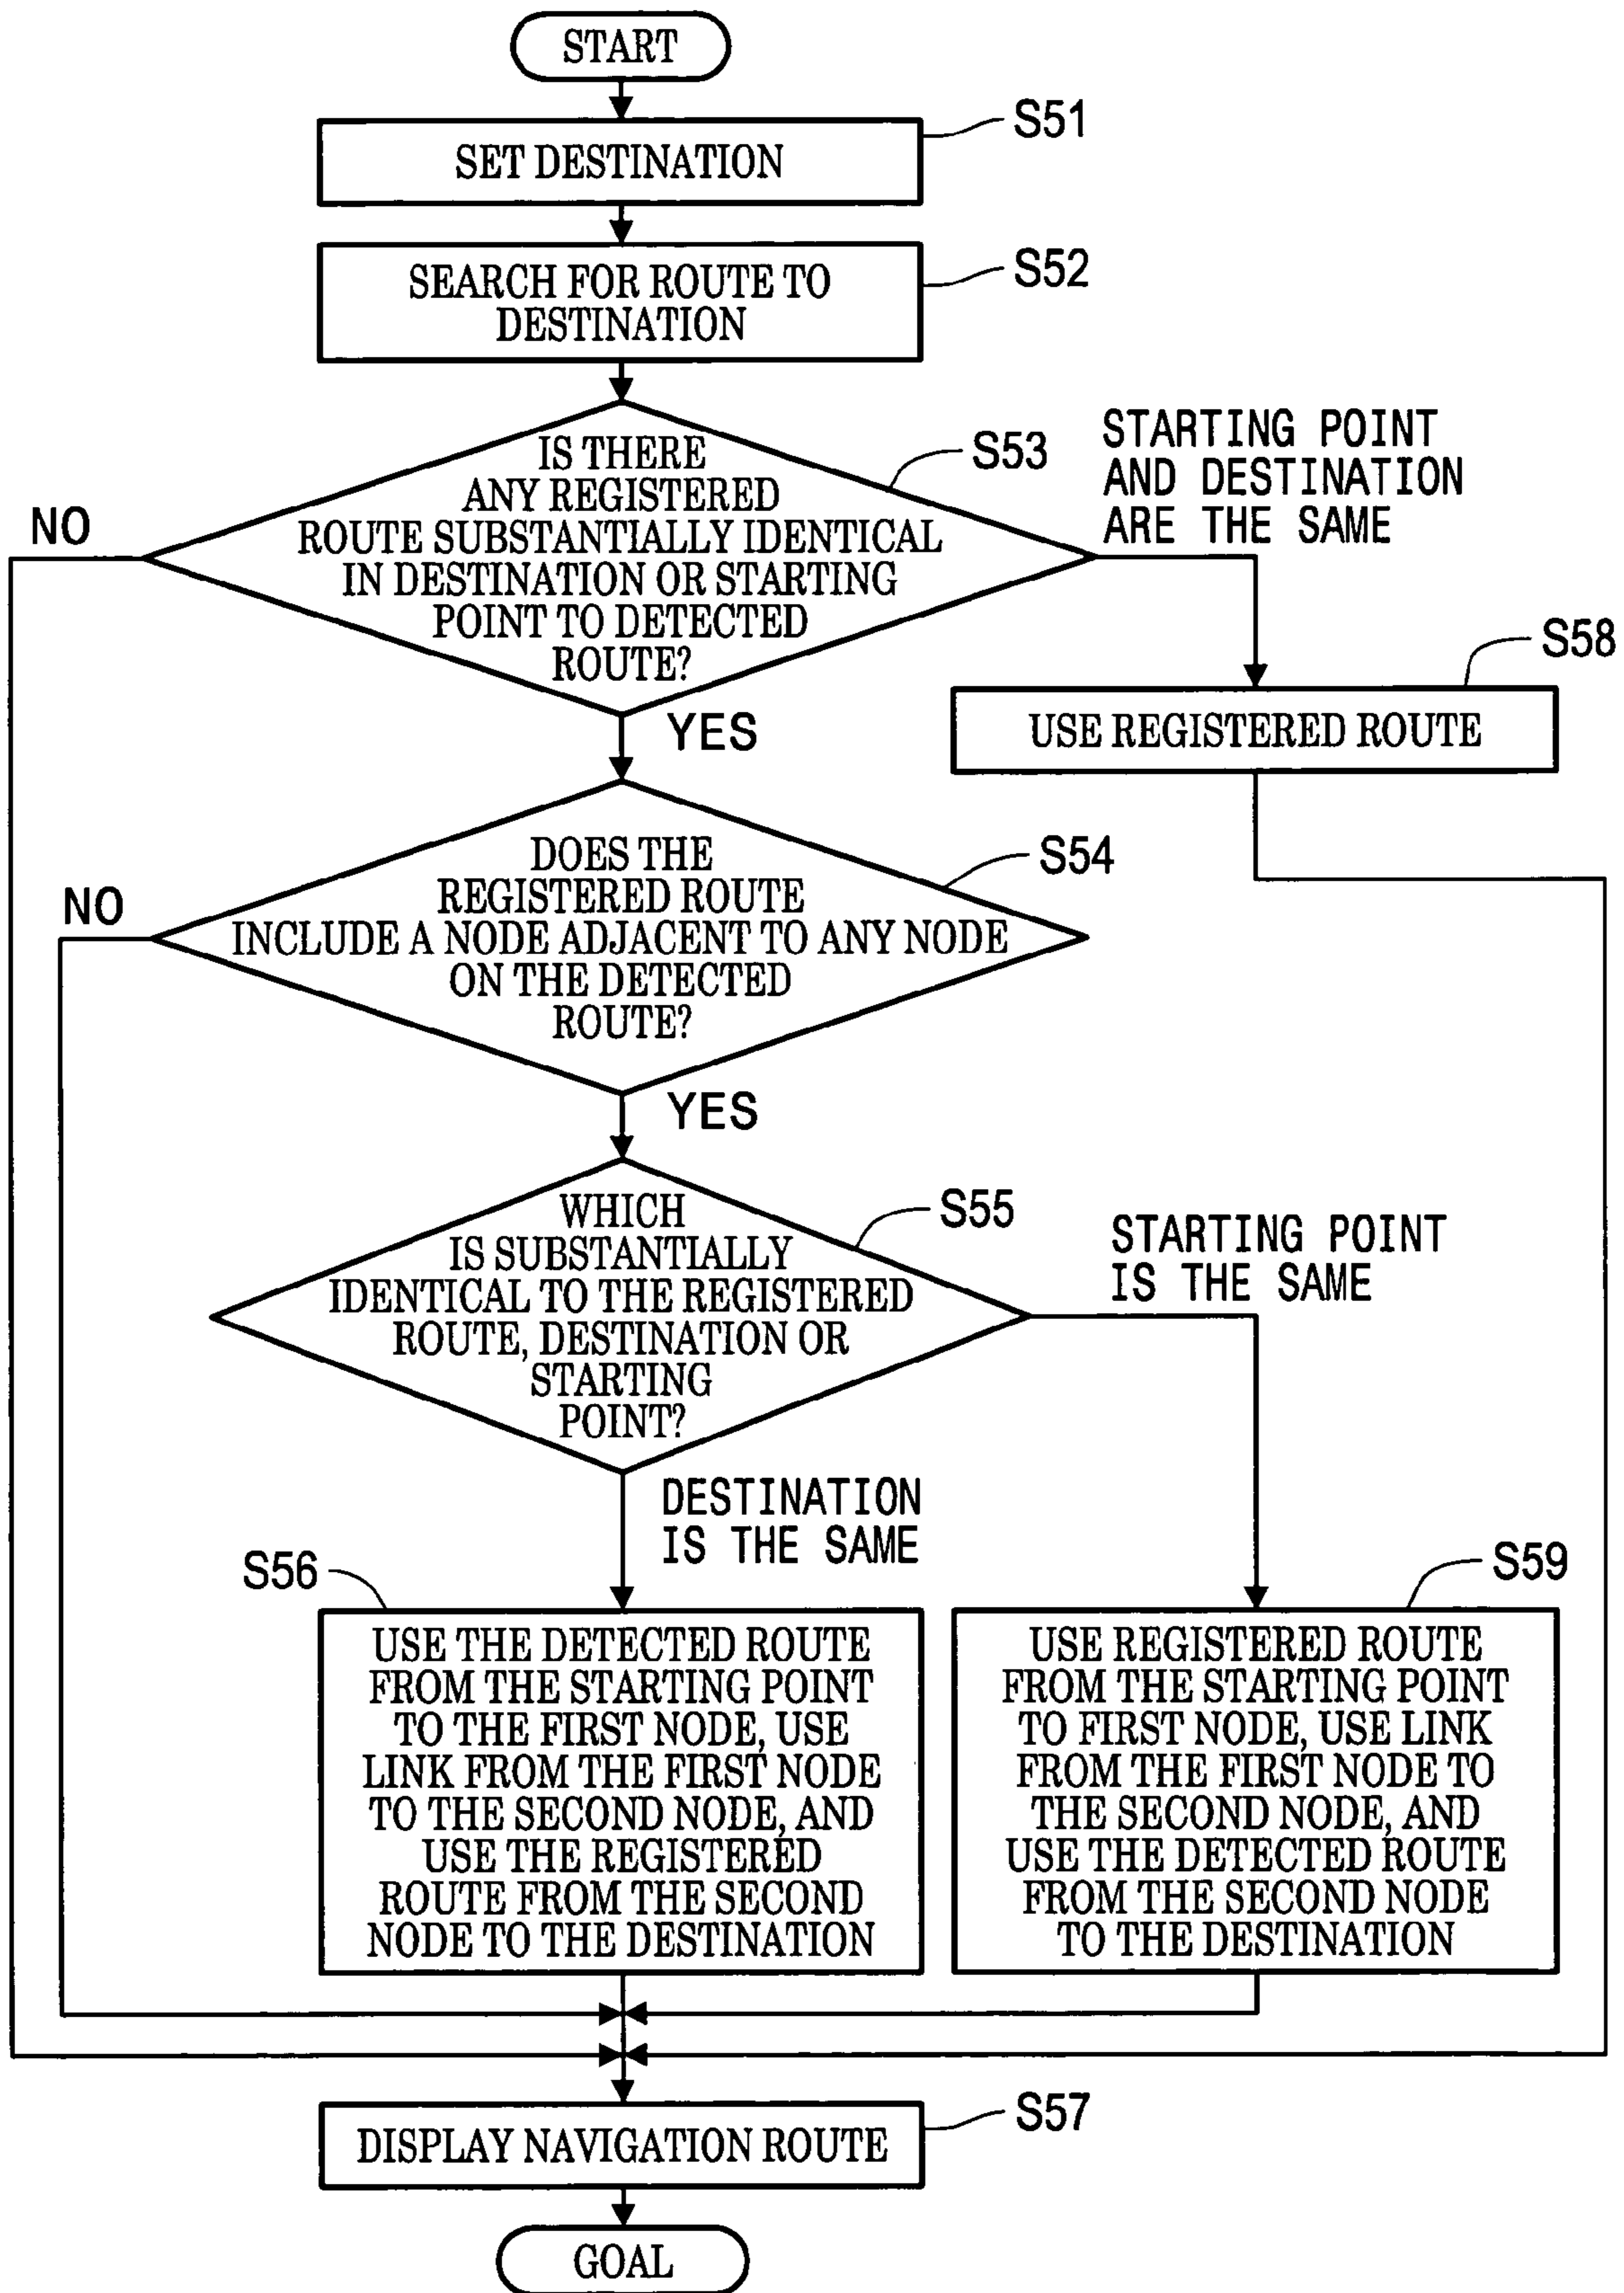 START
S51
SET DESTINATION
S52
SEARCH FOR ROUTE TO
DESTINATION
S53
IS THERE
ANY REGISTERED
ROUTE SUBSTANTIALLY IDENTICAL
IN DESTINATION OR STARTING
POINT TO DETECTED
ROUTE?
NO
STARTING POINT
AND DESTINATION
ARE THE SAME
YES
S58
USE REGISTERED ROUTE
S54
DOES THE
REGISTERED ROUTE
INCLUDE A NODE ADJACENT TO ANY NODE
ON THE DETECTED
ROUTE?
NO
YES
S55
WHICH
IS SUBSTANTIALLY
IDENTICAL TO THE REGISTERED
ROUTE, DESTINATION OR
STARTING
POINT?
STARTING POINT
IS THE SAME
DESTINATION
IS THE SAME
S56
USE THE DETECTED ROUTE
FROM THE STARTING POINT
TO THE FIRST NODE, USE
LINK FROM THE FIRST NODE
TO THE SECOND NODE, AND
USE THE REGISTERED
ROUTE FROM THE SECOND
NODE TO THE DESTINATION
S59
USE REGISTERED ROUTE
FROM THE STARTING POINT
TO FIRST NODE, USE LINK
FROM THE FIRST NODE TO
THE SECOND NODE, AND
USE THE DETECTED ROUTE
FROM THE SECOND NODE
TO THE DESTINATION
S57
DISPLAY NAVIGATION ROUTE
GOAL